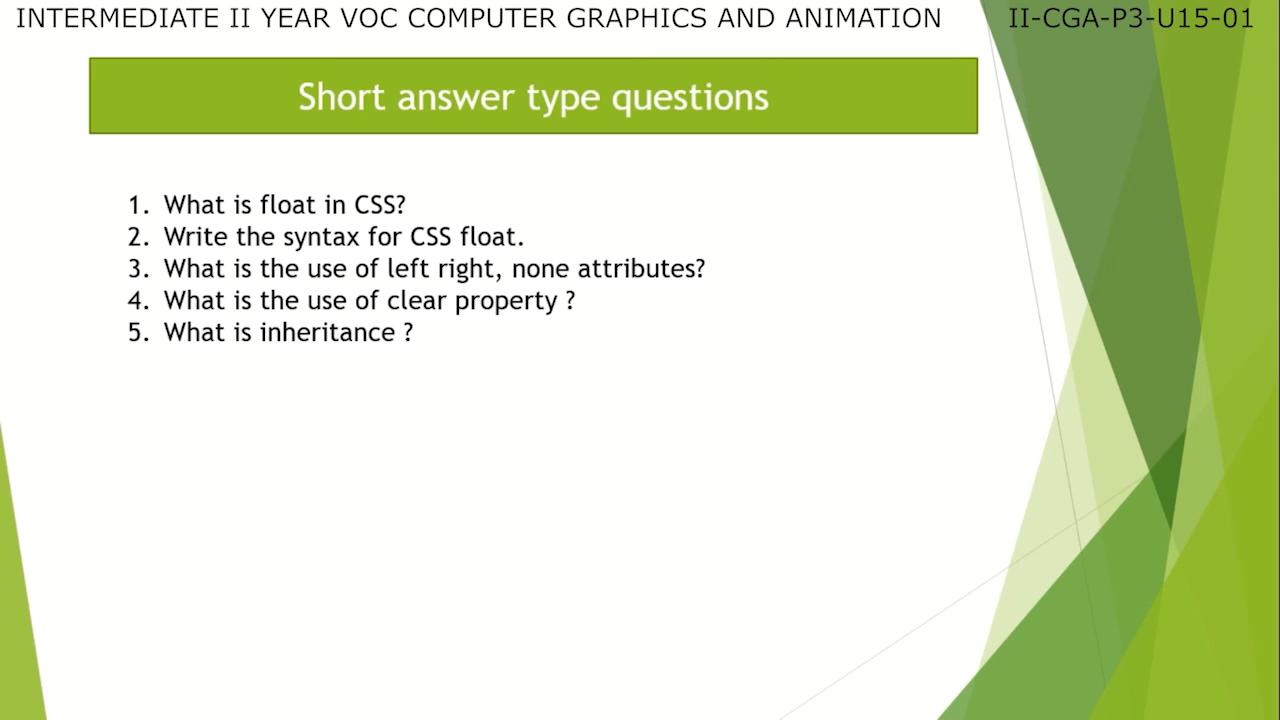 INTERMEDIATE II YEAR VOC COMPUTER GRAPHICS AND ANIMATION II-CGA-P3-U15-01
Short answer type questions
1. What is float in CSS?
2. Write the syntax for CSS float.
3. What is the use of left right, none attributes?
4. What is the use of clear property ?
5. What is inheritance ?